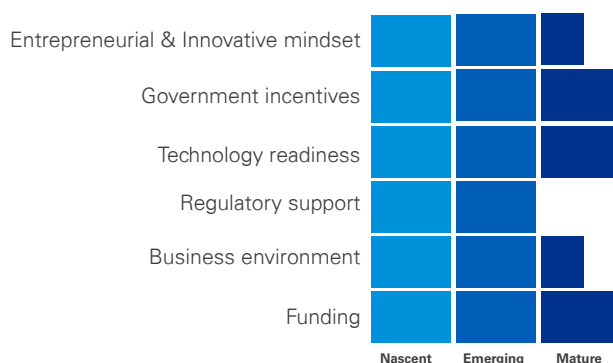 Entrepreneurial & Innovative mindset
Government incentives
Technology readiness
Regulatory support
Business environment
Funding
Nascent Emerging Mature